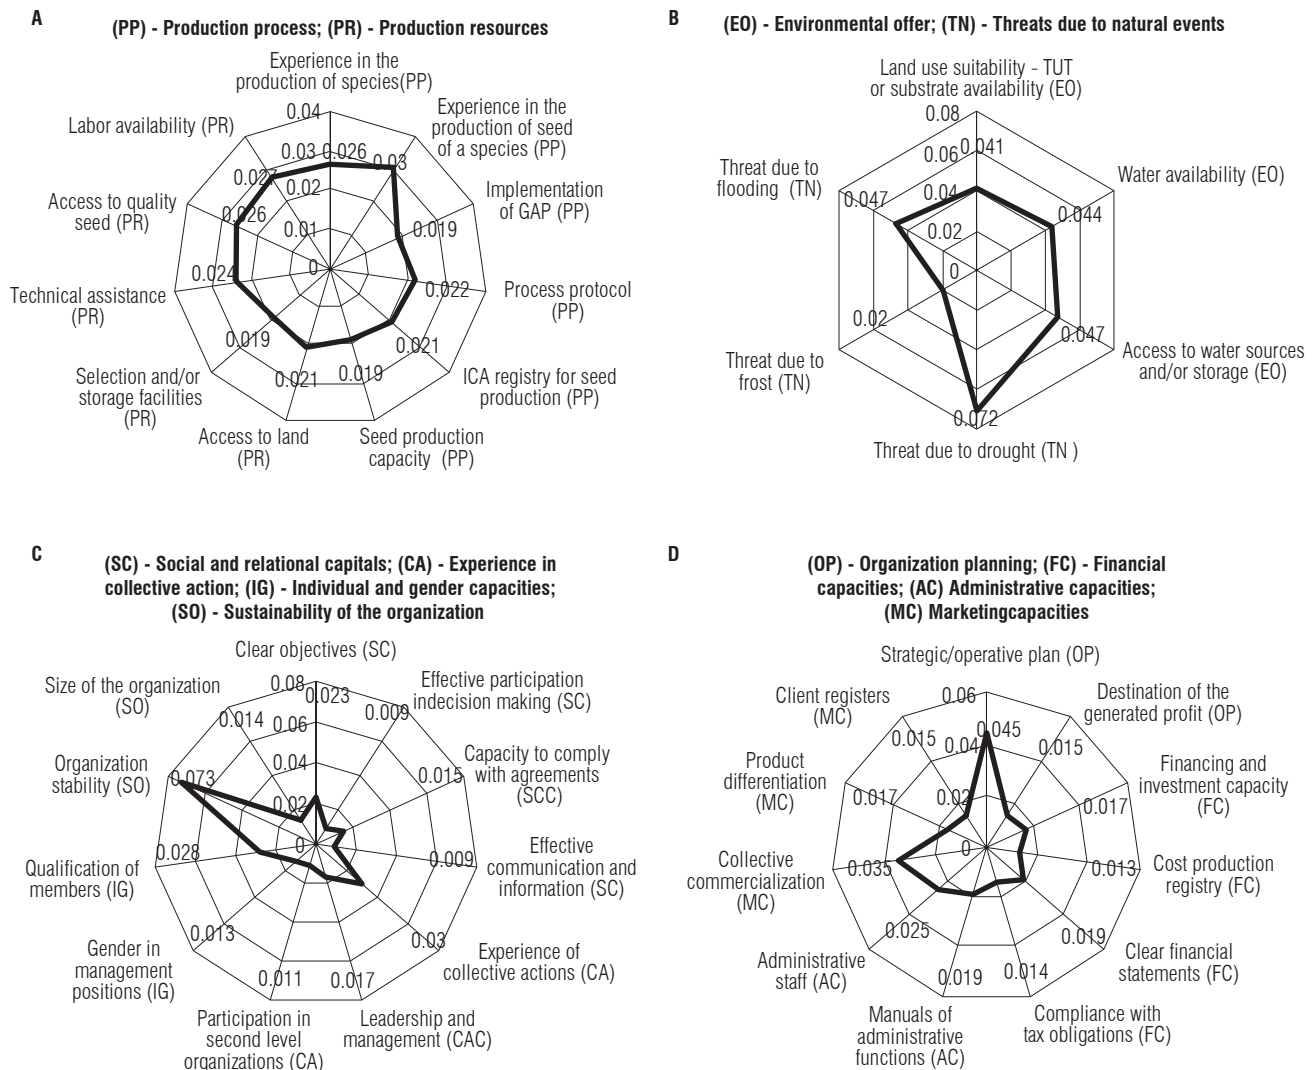 A
(PP) - Production process; (PR) - Production resources
Experience in the
production of species(PP)
Experience in the
production of seed
of a species (PP)
Implementation
of GAP (PP)
Process protocol
(PP)
ICA registry for seed
production (PP)
Seed production
capacity (PP)
Access to land
(PR)
Selection and/or
storage facilities
(PR)
Technical assistance
(PR)
Access to quality
seed (PR)
Labor availability (PR)
0.04
0.03
0.02
0.01
0
0.026
0.03
0.019
0.022
0.021
0.019
0.021
0.019
0.024
0.026
0.027
B
(EO) - Environmental offer; (TN) - Threats due to natural events
Land use suitability - TUT
or substrate availability (EO)
Water availability (EO)
Access to water sources
and/or storage (EO)
Threat due to drought (TN )
Threat due to
frost (TN)
Threat due to
flooding (TN)
0.08
0.06
0.04
0.02
0
0.041
0.044
0.047
0.072
0.02
0.047
C
(SC) - Social and relational capitals; (CA) - Experience in
collective action; (IG) - Individual and gender capacities;
(SO) - Sustainability of the organization
Clear objectives (SC)
Effective participation
indecision making (SC)
Capacity to comply
with agreements
(SCC)
Effective
communication and
information (SC)
Experience of
collective actions (CA)
Leadership and
management (CAC)
Participation in
second level
organizations (CA)
Gender in
management
positions (IG)
Qualification of
members (IG)
Organization
stability (SO)
Size of the organization
(SO)
0.08
0.06
0.04
0.02
0
0.023
0.009
0.015
0.009
0.03
0.017
0.011
0.013
0.028
0.073
0.014
D
(OP) - Organization planning; (FC) - Financial
capacities; (AC) Administrative capacities;
(MC) Marketingcapacities
Strategic/operative plan (OP)
Destination of the
generated profit (OP)
Financing and
investment capacity
(FC)
Cost production
registry (FC)
Clear financial
statements (FC)
Compliance with
tax obligations (FC)
Manuals of
administrative
functions (AC)
Administrative
staff (AC)
Collective
commercialization
(MC)
Product
differentiation
(MC)
Client registers
(MC)
0.06
0.04
0.02
0
0.045
0.015
0.017
0.013
0.019
0.014
0.019
0.025
0.035
0.017
0.015